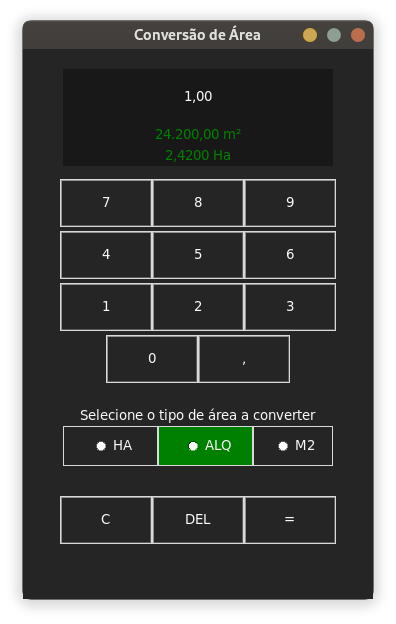 Conversão de Área
1,00
24.200,00 m²
2,4200 Ha
7 8 9
4 5 6
1 2 3
0 ,
Selecione o tipo de área a converter
HA ALQ M2
C DEL =